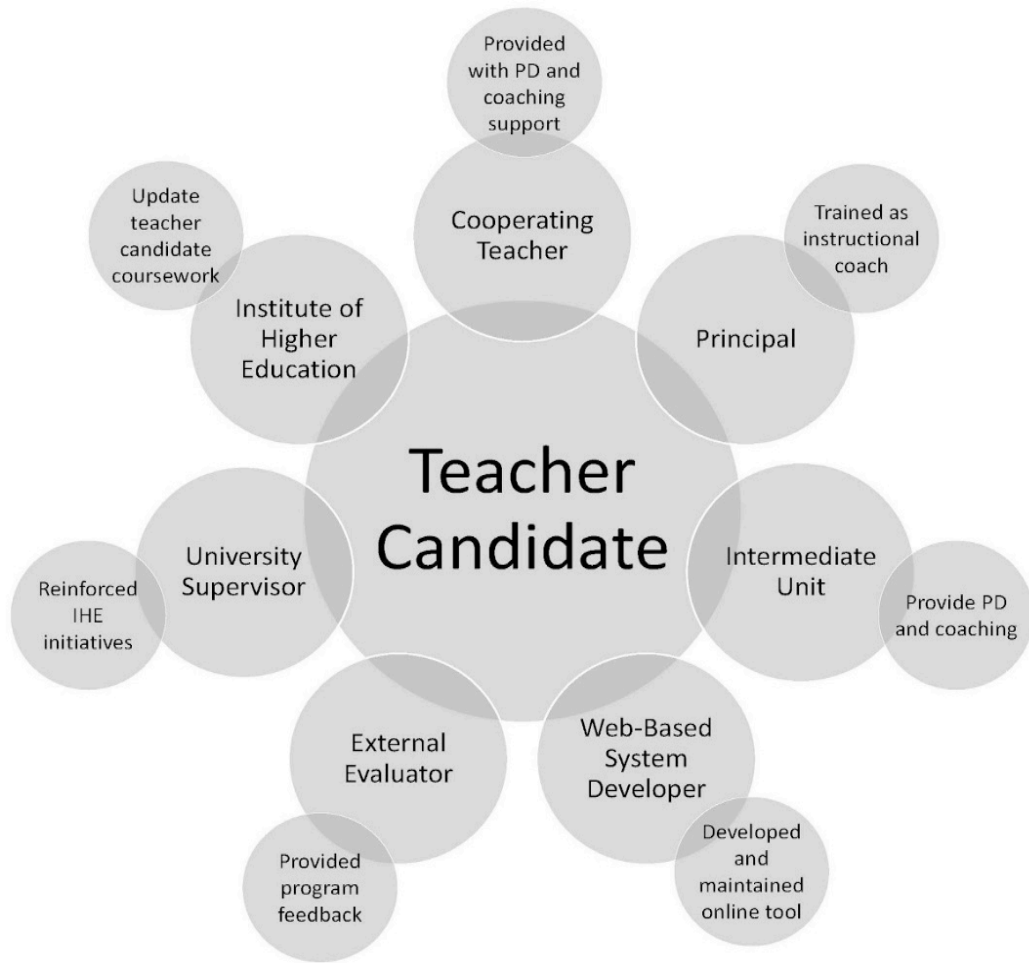 Provided
with PD and
coaching
support
Cooperating
Teacher
Trained as
instructional
coach
Principal
Intermediate
Unit
Provide PD
and coaching
Web-Based
System
Developer
Developed
and
maintained
online tool
External
Evaluator
Provided
program
feedback
University
Supervisor
Reinforced
IHE
initiatives
Institute of
Higher
Education
Update
teacher
candidate
coursework
Teacher
Candidate